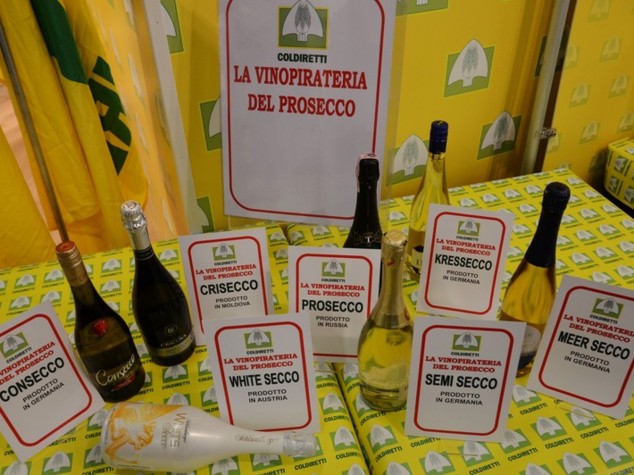 COLDIRETTI
LA VINOPIRATERIA
DEL PROSECCO
COLDIRETTI
LA VINOPIRATERIA
DEL PROSECCO
CONSECCO
PRODOTTO
IN GERMANIA
COLDIRETTI
LA VINOPIRATERIA
DEL PROSECCO
CRISECCO
PRODOTTO
IN MOLDOVA
COLDIRETTI
LA VINOPIRATERIA
DEL PROSECCO
PROSECCO
PRODOTTO
IN RUSSIA
COLDIRETTI
LA VINOPIRATERIA
DEL PROSECCO
KRESSECCO
PRODOTTO
IN GERMANIA
COLDIRETTI
LA VINOPIRATERIA
DEL PROSECCO
WHITE SECCO
PRODOTTO
IN AUSTRIA
COLDIRETTI
LA VINOPIRATERIA
DEL PROSECCO
SEMI SECCO
PRODOTTO
IN GERMANIA
COLDIRETTI
LA VINOPIRATERIA
DEL PROSECCO
MEER SECCO
PRODOTTO
IN GERMANIA
Consecco